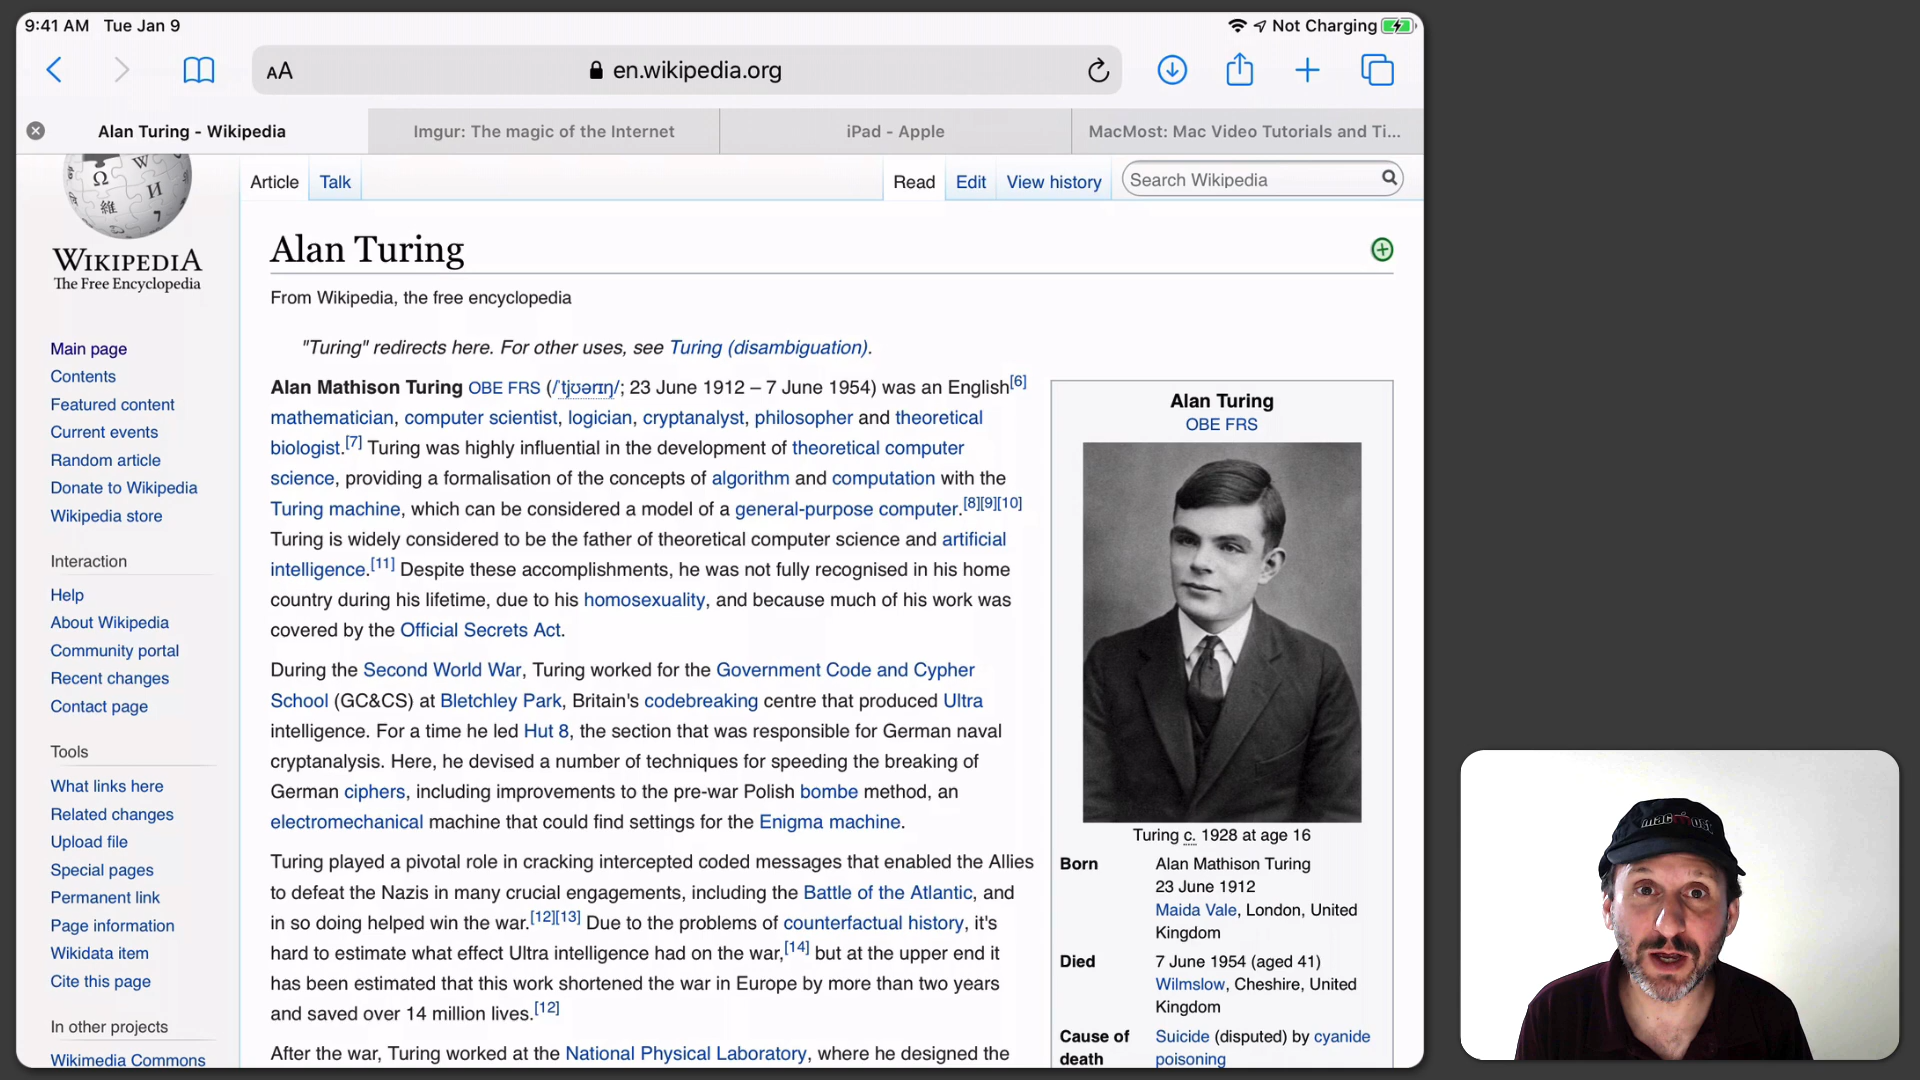 9:41 AM Tue Jan 9
Not Charging
AA
en.wikipedia.org
Alan Turing - Wikipedia
Imgur: The magic of the Internet
iPad - Apple
MacMost: Mac Video Tutorials and Ti...
Ω
W
И
維
7
WIKIPEDIA
The Free Encyclopedia
Main page
Contents
Featured content
Current events
Random article
Donate to Wikipedia
Wikipedia store
Interaction
Help
About Wikipedia
Community portal
Recent changes
Contact page
Tools
What links here
Related changes
Upload file
Special pages
Permanent link
Page information
Wikidata item
Cite this page
In other projects
Wikimedia Commons
Article
Talk
Read
Edit
View history
Search Wikipedia
Alan Turing
From Wikipedia, the free encyclopedia
"Turing" redirects here. For other uses, see Turing (disambiguation).
Alan Mathison Turing OBE FRS (/ˈtjʊərɪŋ/; 23 June 1912 – 7 June 1954) was an English[6]
mathematician, computer scientist, logician, cryptanalyst, philosopher and theoretical
biologist.[7] Turing was highly influential in the development of theoretical computer
science, providing a formalisation of the concepts of algorithm and computation with the
Turing machine, which can be considered a model of a general-purpose computer.[8][9][10]
Turing is widely considered to be the father of theoretical computer science and artificial
intelligence.[11] Despite these accomplishments, he was not fully recognised in his home
country during his lifetime, due to his homosexuality, and because much of his work was
covered by the Official Secrets Act.
During the Second World War, Turing worked for the Government Code and Cypher
School (GC&CS) at Bletchley Park, Britain's codebreaking centre that produced Ultra
intelligence. For a time he led Hut 8, the section that was responsible for German naval
cryptanalysis. Here, he devised a number of techniques for speeding the breaking of
German ciphers, including improvements to the pre-war Polish bombe method, an
electromechanical machine that could find settings for the Enigma machine.
Turing played a pivotal role in cracking intercepted coded messages that enabled the Allies
to defeat the Nazis in many crucial engagements, including the Battle of the Atlantic, and
in so doing helped win the war.[12][13] Due to the problems of counterfactual history, it's
hard to estimate what effect Ultra intelligence had on the war,[14] but at the upper end it
has been estimated that this work shortened the war in Europe by more than two years
and saved over 14 million lives.[12]
After the war, Turing worked at the National Physical Laboratory, where he designed the
Alan Turing
OBE FRS
Turing c. 1928 at age 16
Born Alan Mathison Turing
23 June 1912
Maida Vale, London, United
Kingdom
Died 7 June 1954 (aged 41)
Wilmslow, Cheshire, United
Kingdom
Cause of Suicide (disputed) by cyanide
death poisoning
macmost